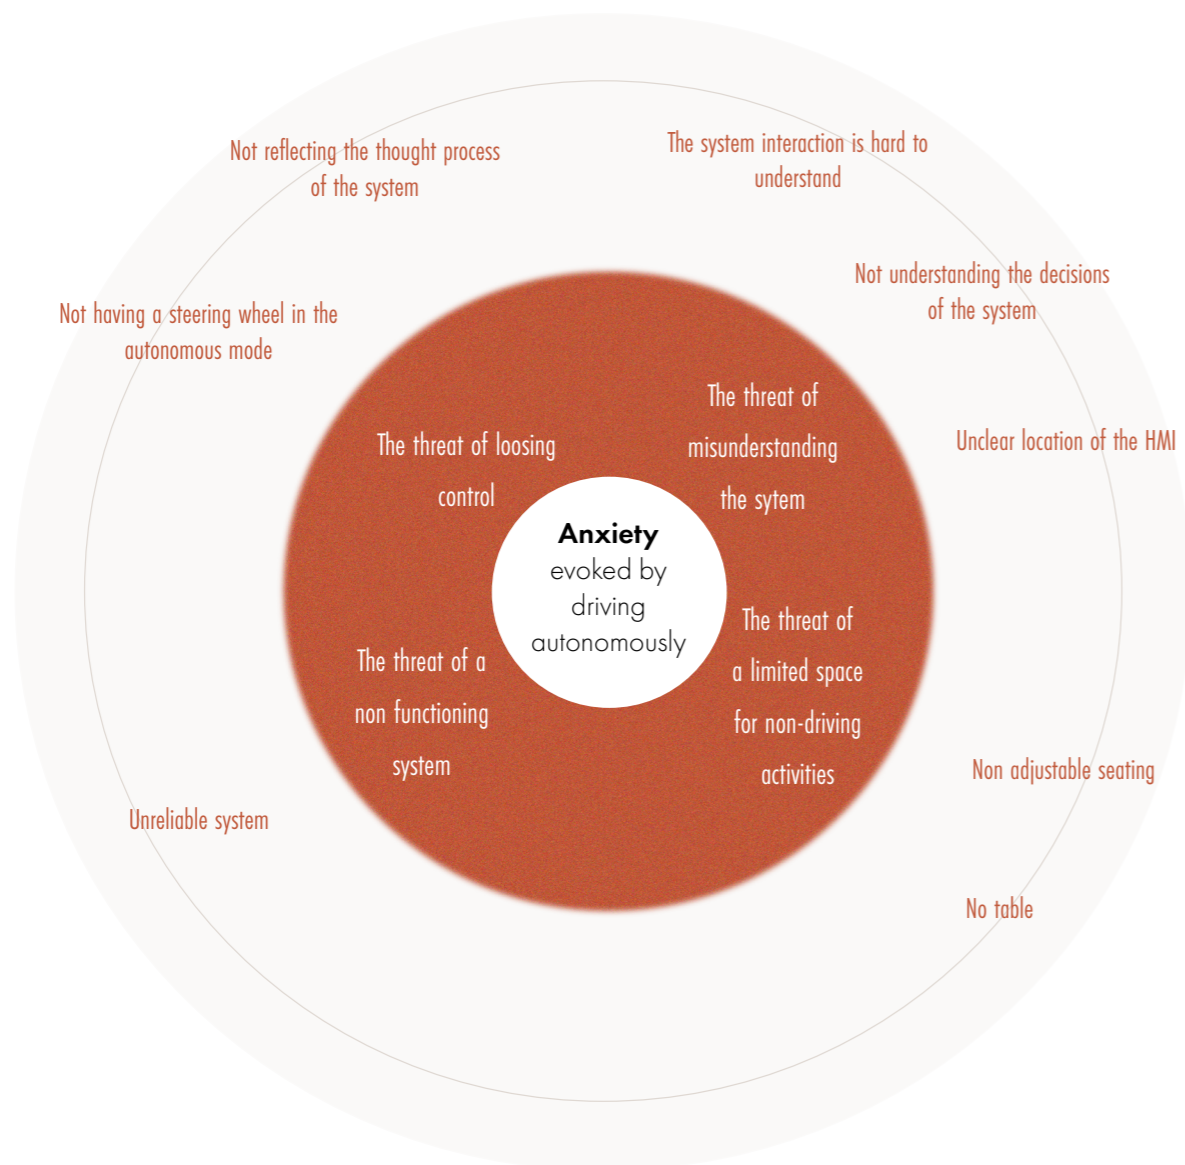 Not reflecting the thought process
of the system
The system interaction is hard to
understand
Not understanding the decisions
of the system
Not having a steering wheel in the
autonomous mode
Unclear location of the HMI
The threat of loosing
control
The threat of
misunderstanding
the sytem
Anxiety
evoked by
driving
autonomously
The threat of a
non functioning
system
The threat of
a limited space
for non-driving
activities
Unreliable system
Non adjustable seating
No table